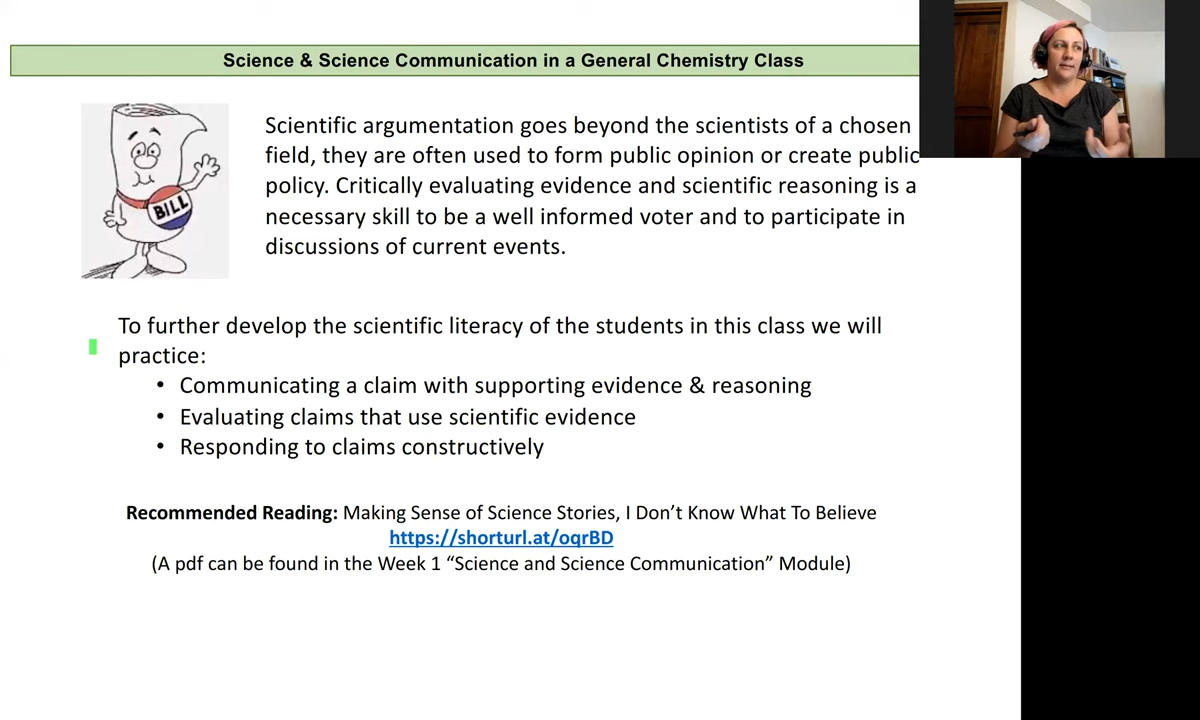 Science & Science Communication in a General Chemistry Class
Scientific argumentation goes beyond the scientists of a chosen
field, they are often used to form public opinion or create public
policy. Critically evaluating evidence and scientific reasoning is a
necessary skill to be a well informed voter and to participate in
discussions of current events.
BILL
To further develop the scientific literacy of the students in this class we will
practice:
• Communicating a claim with supporting evidence & reasoning
• Evaluating claims that use scientific evidence
• Responding to claims constructively
Recommended Reading: Making Sense of Science Stories, I Don’t Know What To Believe
https://shorturl.at/oqrBD
(A pdf can be found in the Week 1 “Science and Science Communication” Module)